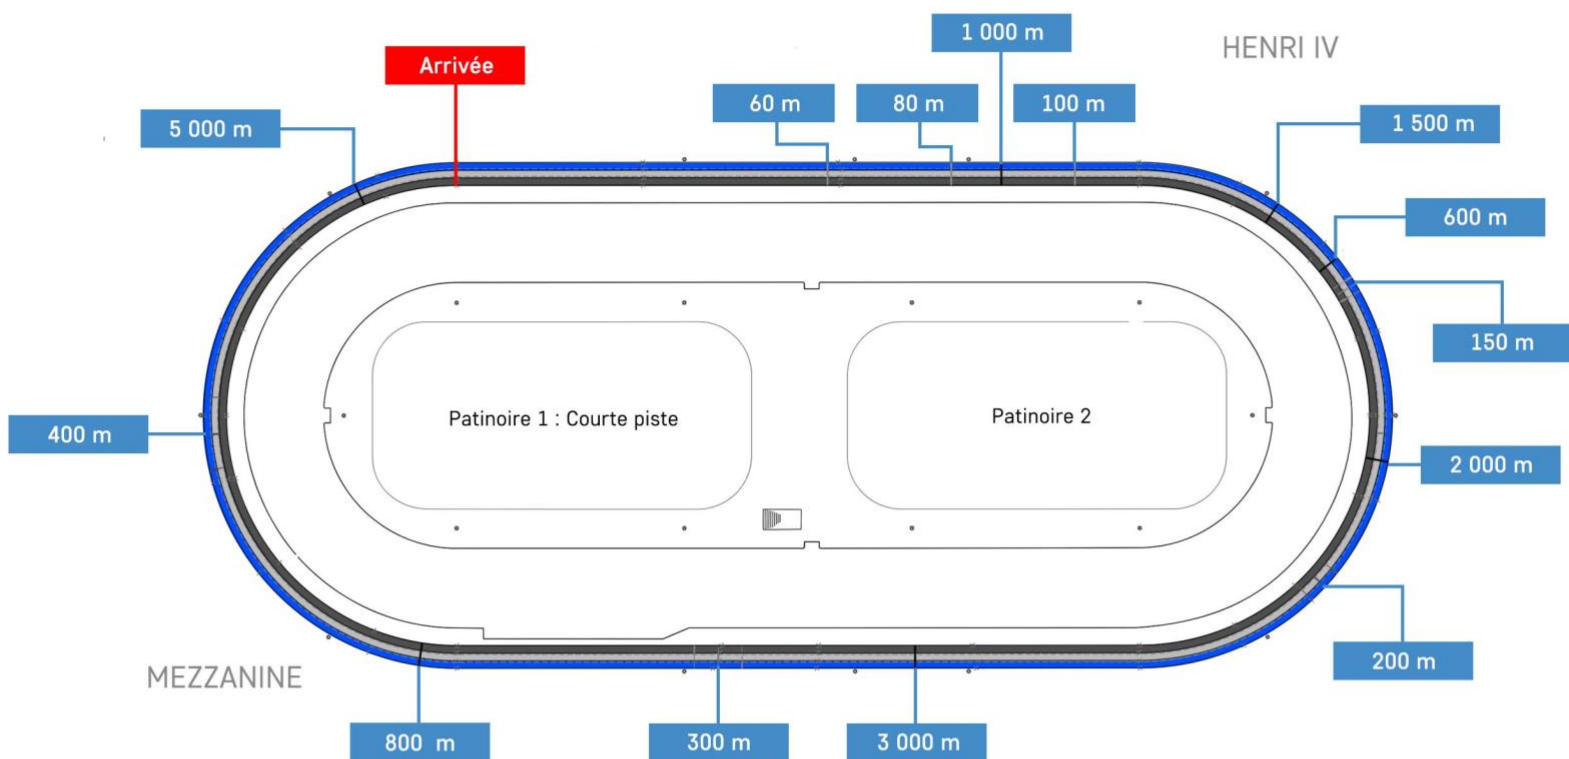 1 000 m
HENRI IV
Arrivée
60 m
80 m
100 m
5 000 m
1 500 m
600 m
150 m
Patinoire 1 : Courte piste
Patinoire 2
400 m
2 000 m
200 m
MEZZANINE
800 m
300 m
3 000 m